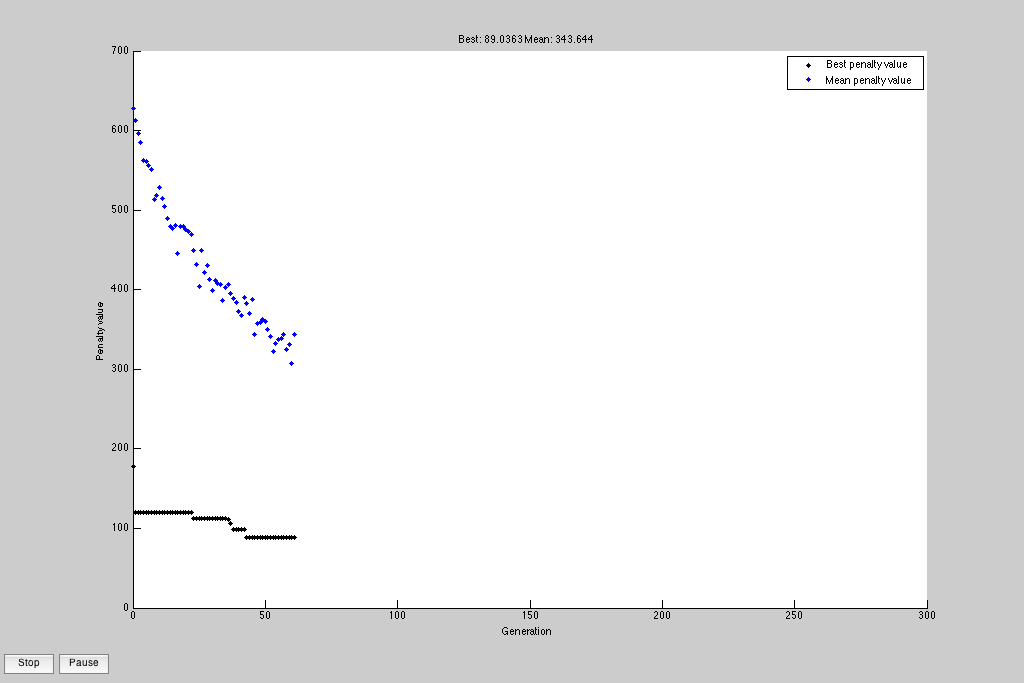 Best: 89.0363 Mean: 343.644
Best penalty value
Mean penalty value
700
600
500
400
300
200
100
0
Penalty value
0 50 100 150 200 250 300
Generation
Stop Pause